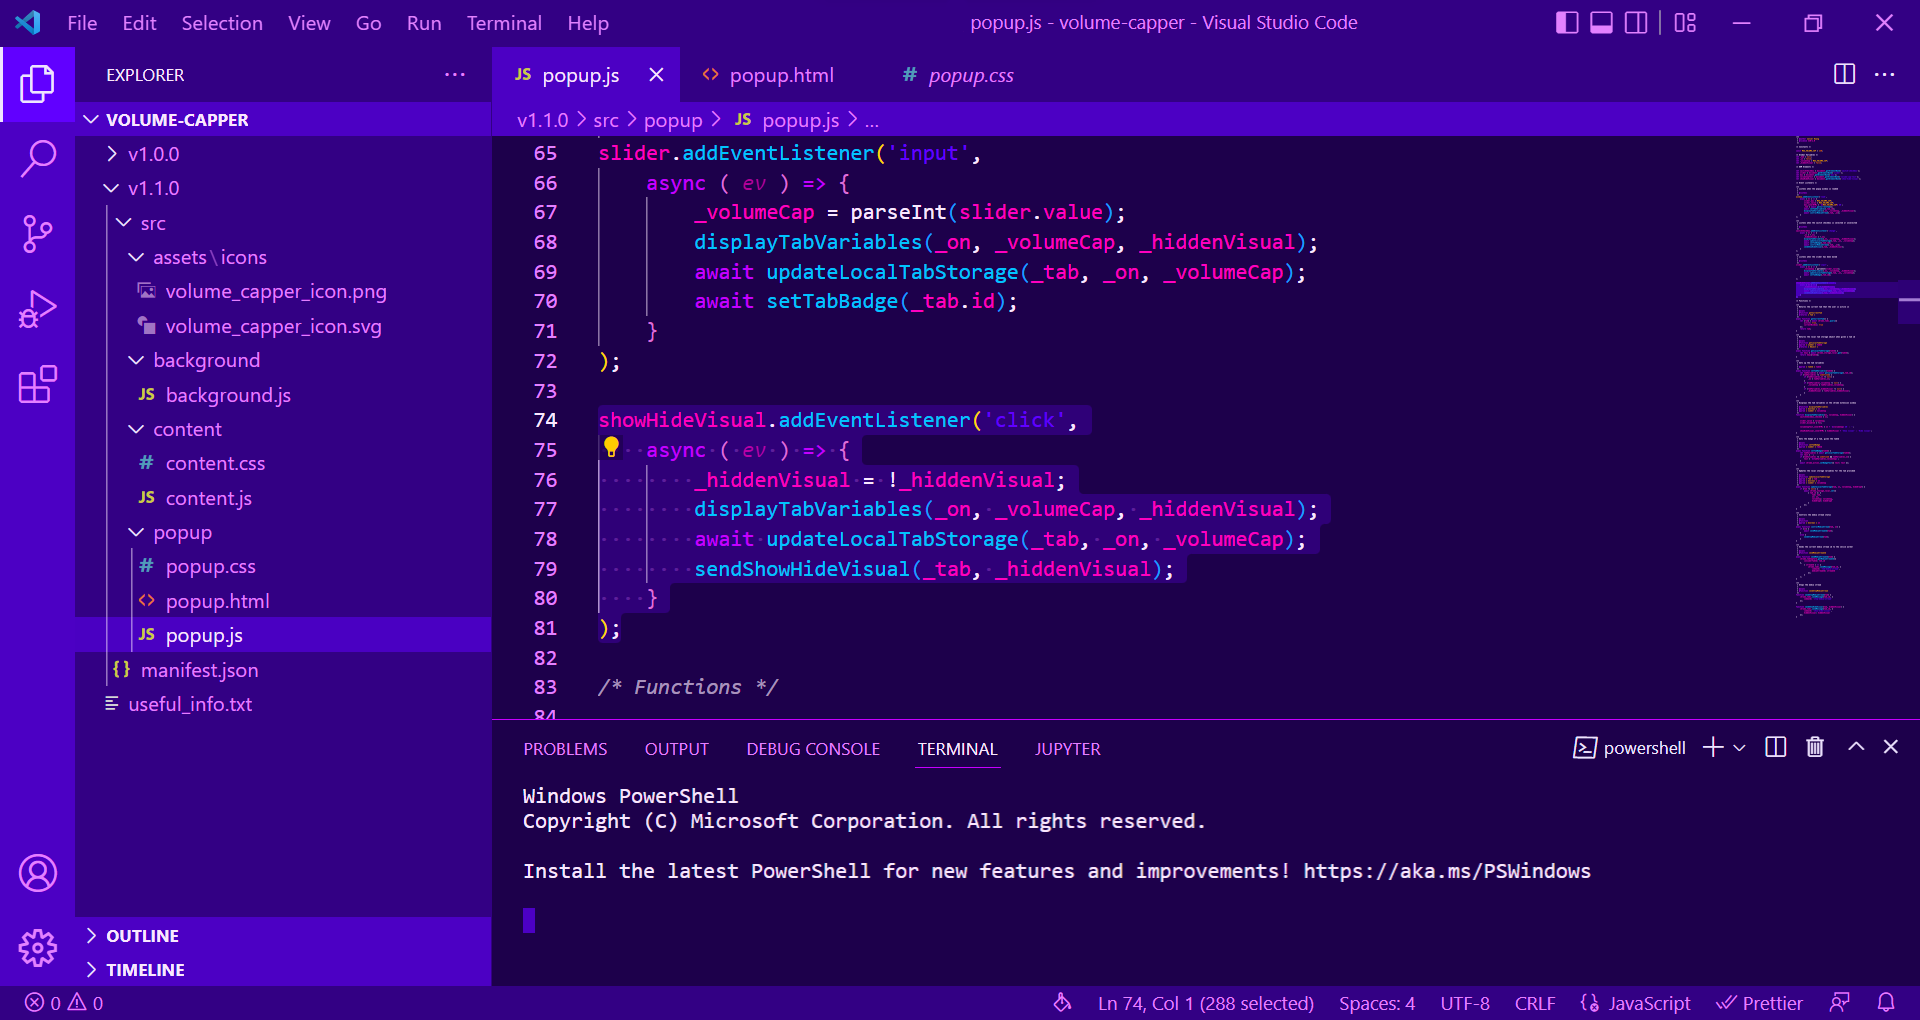 File Edit Selection View Go Run Terminal Help
popup.js - volume-capper - Visual Studio Code
EXPLORER
VOLUME-CAPPER
v1.0.0
v1.1.0
src
assets\icons
volume_capper_icon.png
volume_capper_icon.svg
background
JS background.js
content
# content.css
JS content.js
popup
# popup.css
<> popup.html
JS popup.js
{} manifest.json
useful_info.txt
OUTLINE
TIMELINE
JS popup.js
<> popup.html
# popup.css
v1.1.0 > src > popup > JS popup.js > ...
65 slider.addEventListener('input',
66 async ( ev ) => {
67 _volumeCap = parseInt(slider.value);
68 displayTabVariables(_on, _volumeCap, _hiddenVisual);
69 await updateLocalTabStorage(_tab, _on, _volumeCap);
70 await setTabBadge(_tab.id);
71 }
72 );
73
74 showHideVisual.addEventListener('click',
75 async ( ev ) => {
76 _hiddenVisual = !_hiddenVisual;
77 displayTabVariables(_on, _volumeCap, _hiddenVisual);
78 await updateLocalTabStorage(_tab, _on, _volumeCap);
79 sendShowHideVisual(_tab, _hiddenVisual);
80 }
81 );
82
83 /* Functions */
84
PROBLEMS OUTPUT DEBUG CONSOLE TERMINAL JUPYTER
powershell
Windows PowerShell
Copyright (C) Microsoft Corporation. All rights reserved.
Install the latest PowerShell for new features and improvements! https://aka.ms/PSWindows
0 0
Ln 74, Col 1 (288 selected) Spaces: 4 UTF-8 CRLF {} JavaScript Prettier